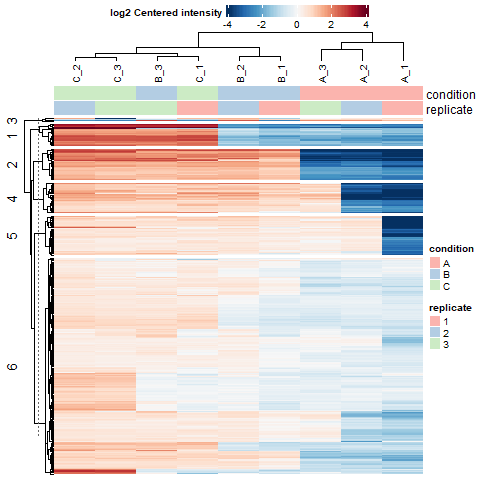 log2 Centered intensity
-4 -2 0 2 4
C_2 C_3 B_3 C_1 B_2 B_1 A_3 A_2 A_1
condition
replicate
3
1
2
4
5
6
condition
A
B
C
replicate
1
2
3